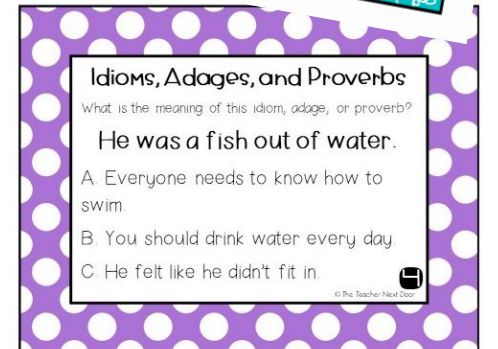 Idioms, Adages, and Proverbs
What is the meaning of this idiom, adage, or proverb?
He was a fish out of water.
A. Everyone needs to know how to
swim.
B. You should drink water every day.
C. He felt like he didn't fit in.
4
© The Teacher Next Door